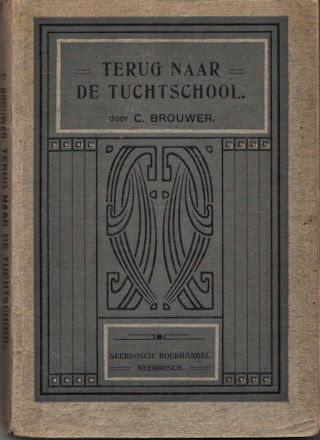 TERUG NAAR
DE TUCHTSCHOOL.
door C. BROUWER.
NEERBOSCH' BOEKHANDEL
NEERBOSCH.
C. BROUWER, TERUG NAAR DE TUCHTSCHOOL